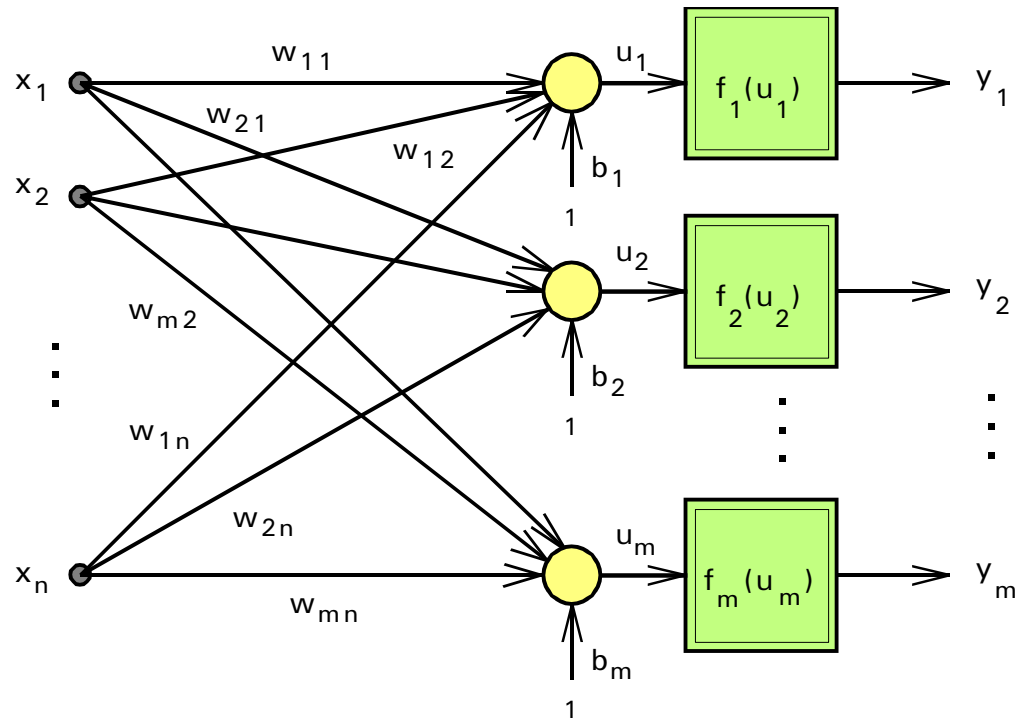 x1
w11
u1
f1(u1)
y1
w21
w12
b1
1
x2
u2
f2(u2)
y2
wm2
b2
1
w1n
w2n
um
fm(um)
ym
xn
wmn
bm
1